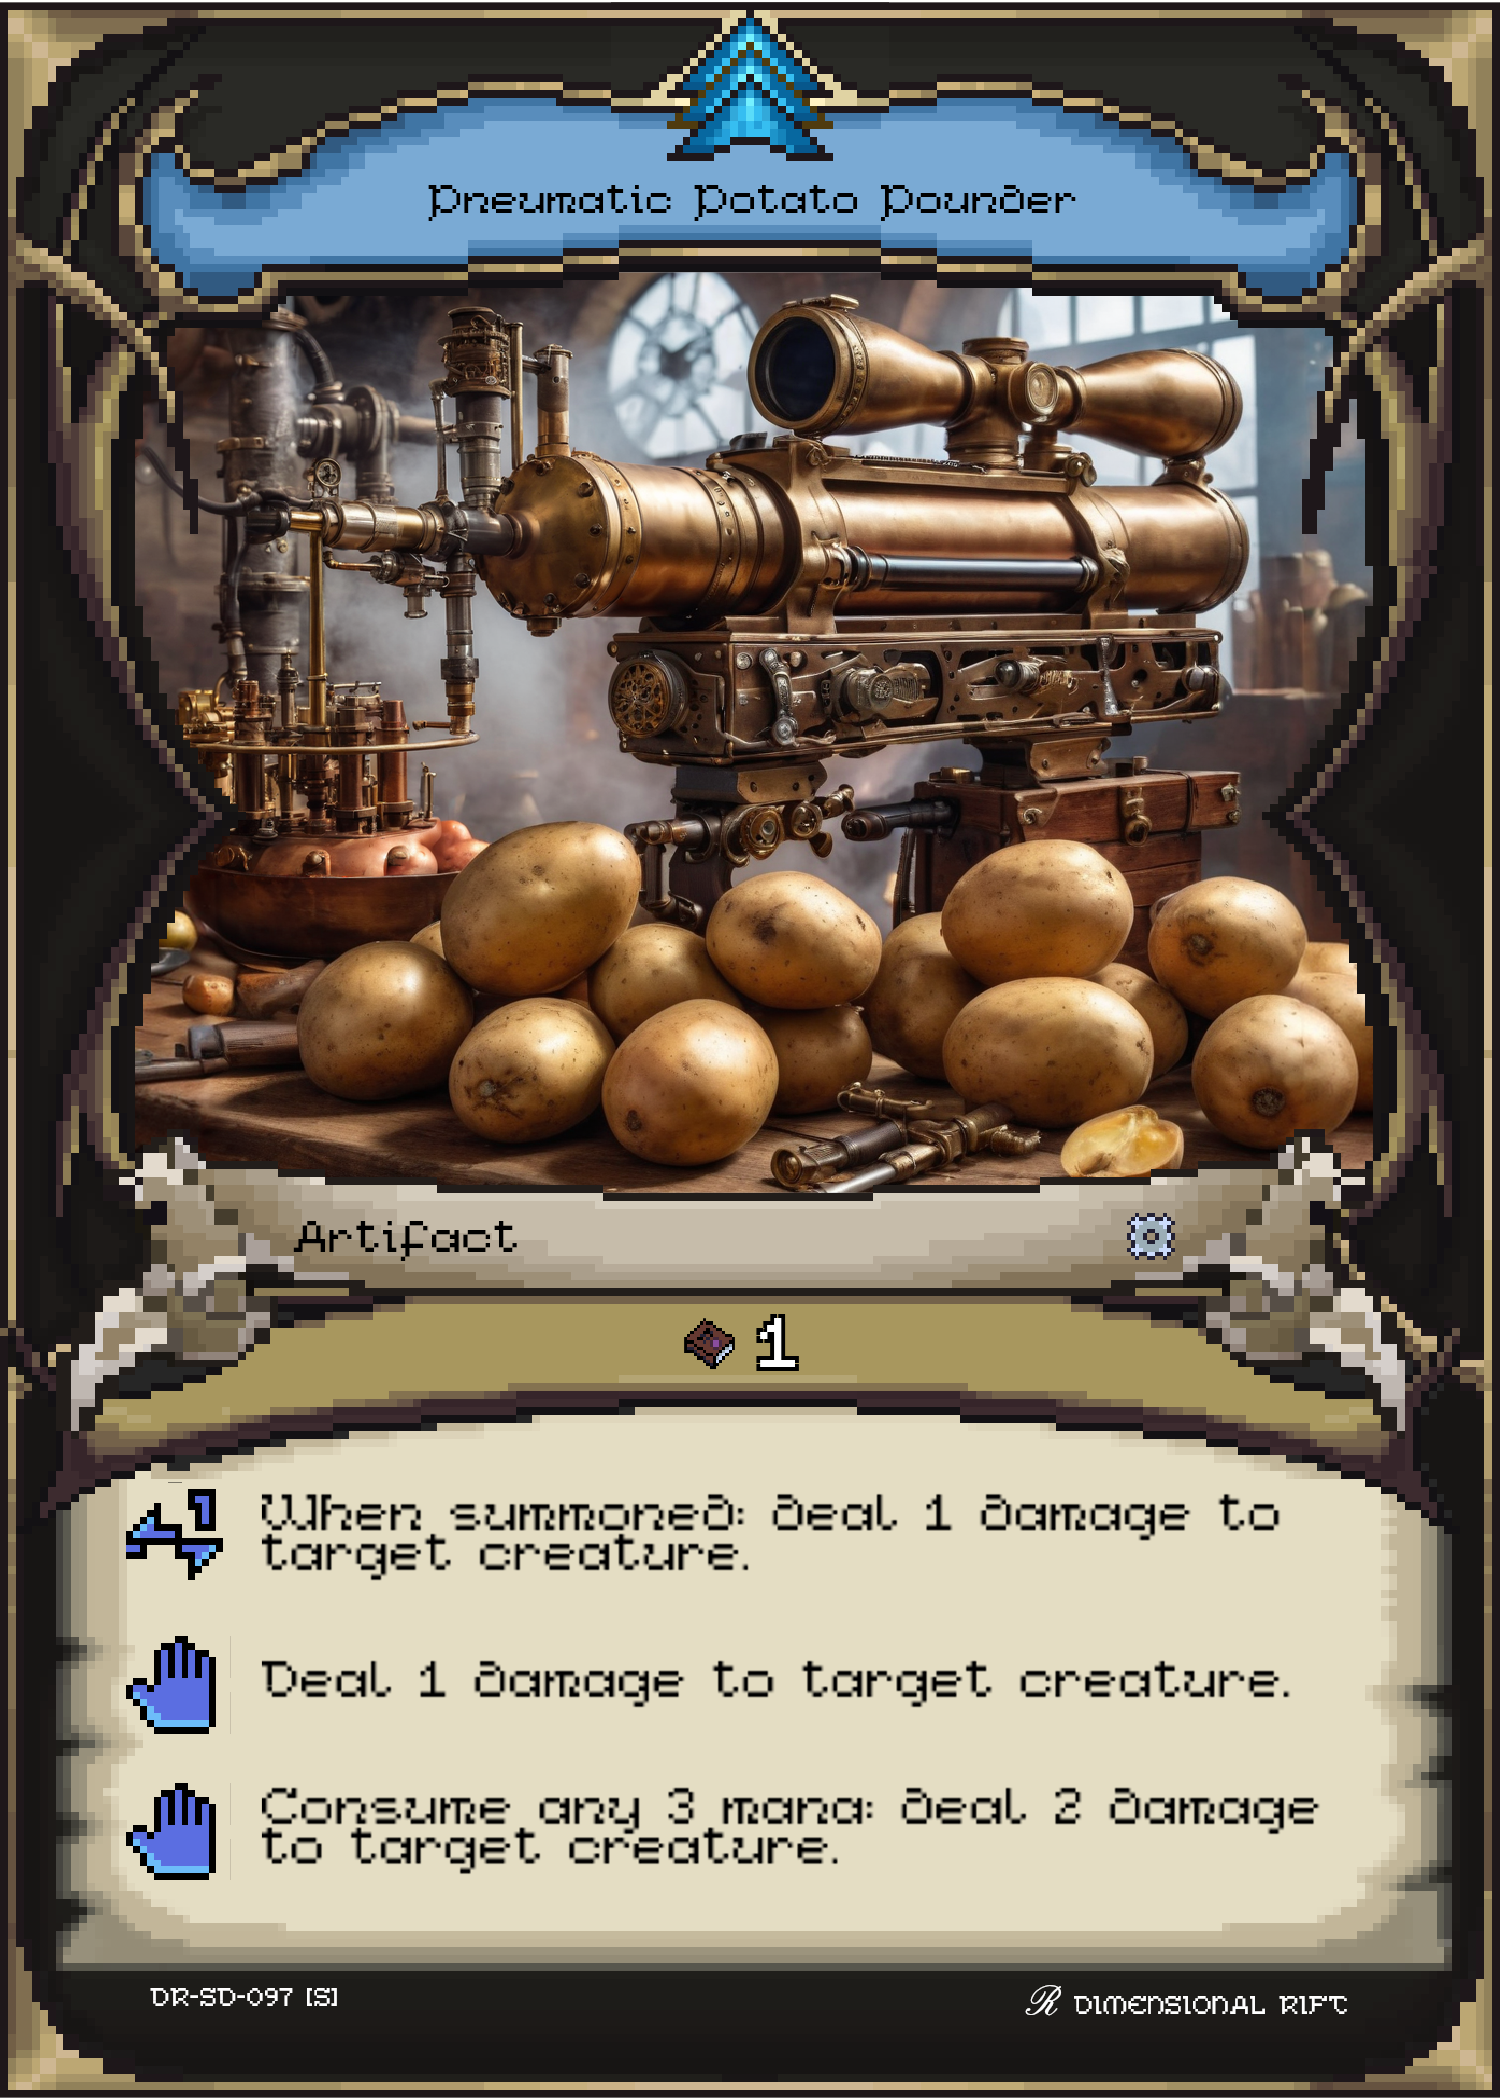 Pneumatic Potato Pounder
Artifact
1
When summoned: deal 1 damage to
target creature.
Deal 1 damage to target creature.
Consume any 3 mana: deal 2 damage
to target creature.
DR-SD-097 [S]
R DIMENSIONAL RIFT